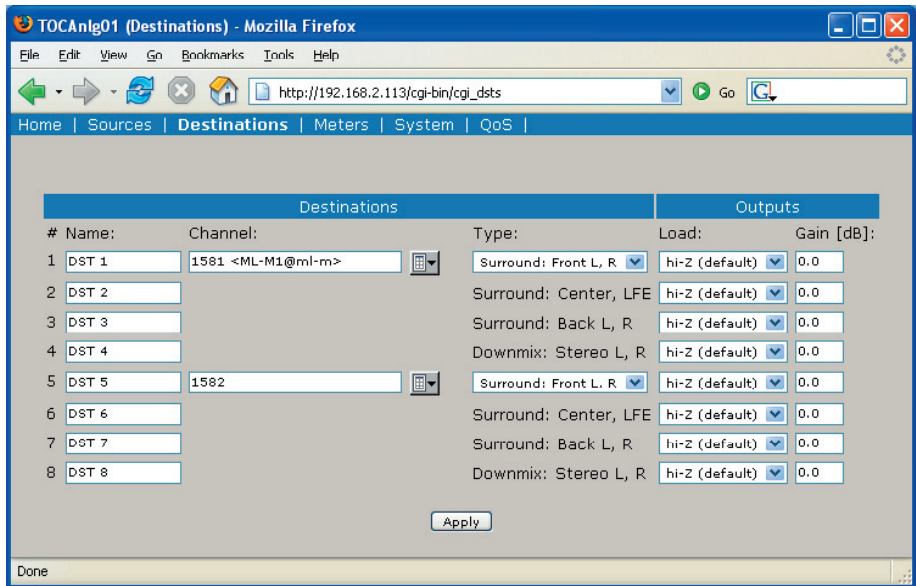 TOCAnlg01 (Destinations) - Mozilla Firefox
File Edit View Go Bookmarks Tools Help
http://192.168.2.113/cgi-bin/cgi_dsts Go G
Home | Sources | Destinations | Meters | System | QoS |
Destinations Outputs
# Name: Channel: Type: Load: Gain [dB]:
1 DST 1 1581 <ML-M1@ml-m> Surround: Front L, R hi-Z (default) 0.0
2 DST 2 Surround: Center, LFE hi-Z (default) 0.0
3 DST 3 Surround: Back L, R hi-Z (default) 0.0
4 DST 4 Downmix: Stereo L, R hi-Z (default) 0.0
5 DST 5 1582 Surround: Front L. R hi-Z (default) 0.0
6 DST 6 Surround: Center, LFE hi-Z (default) 0.0
7 DST 7 Surround: Back L, R hi-Z (default) 0.0
8 DST 8 Downmix: Stereo L, R hi-Z (default) 0.0
Apply
Done